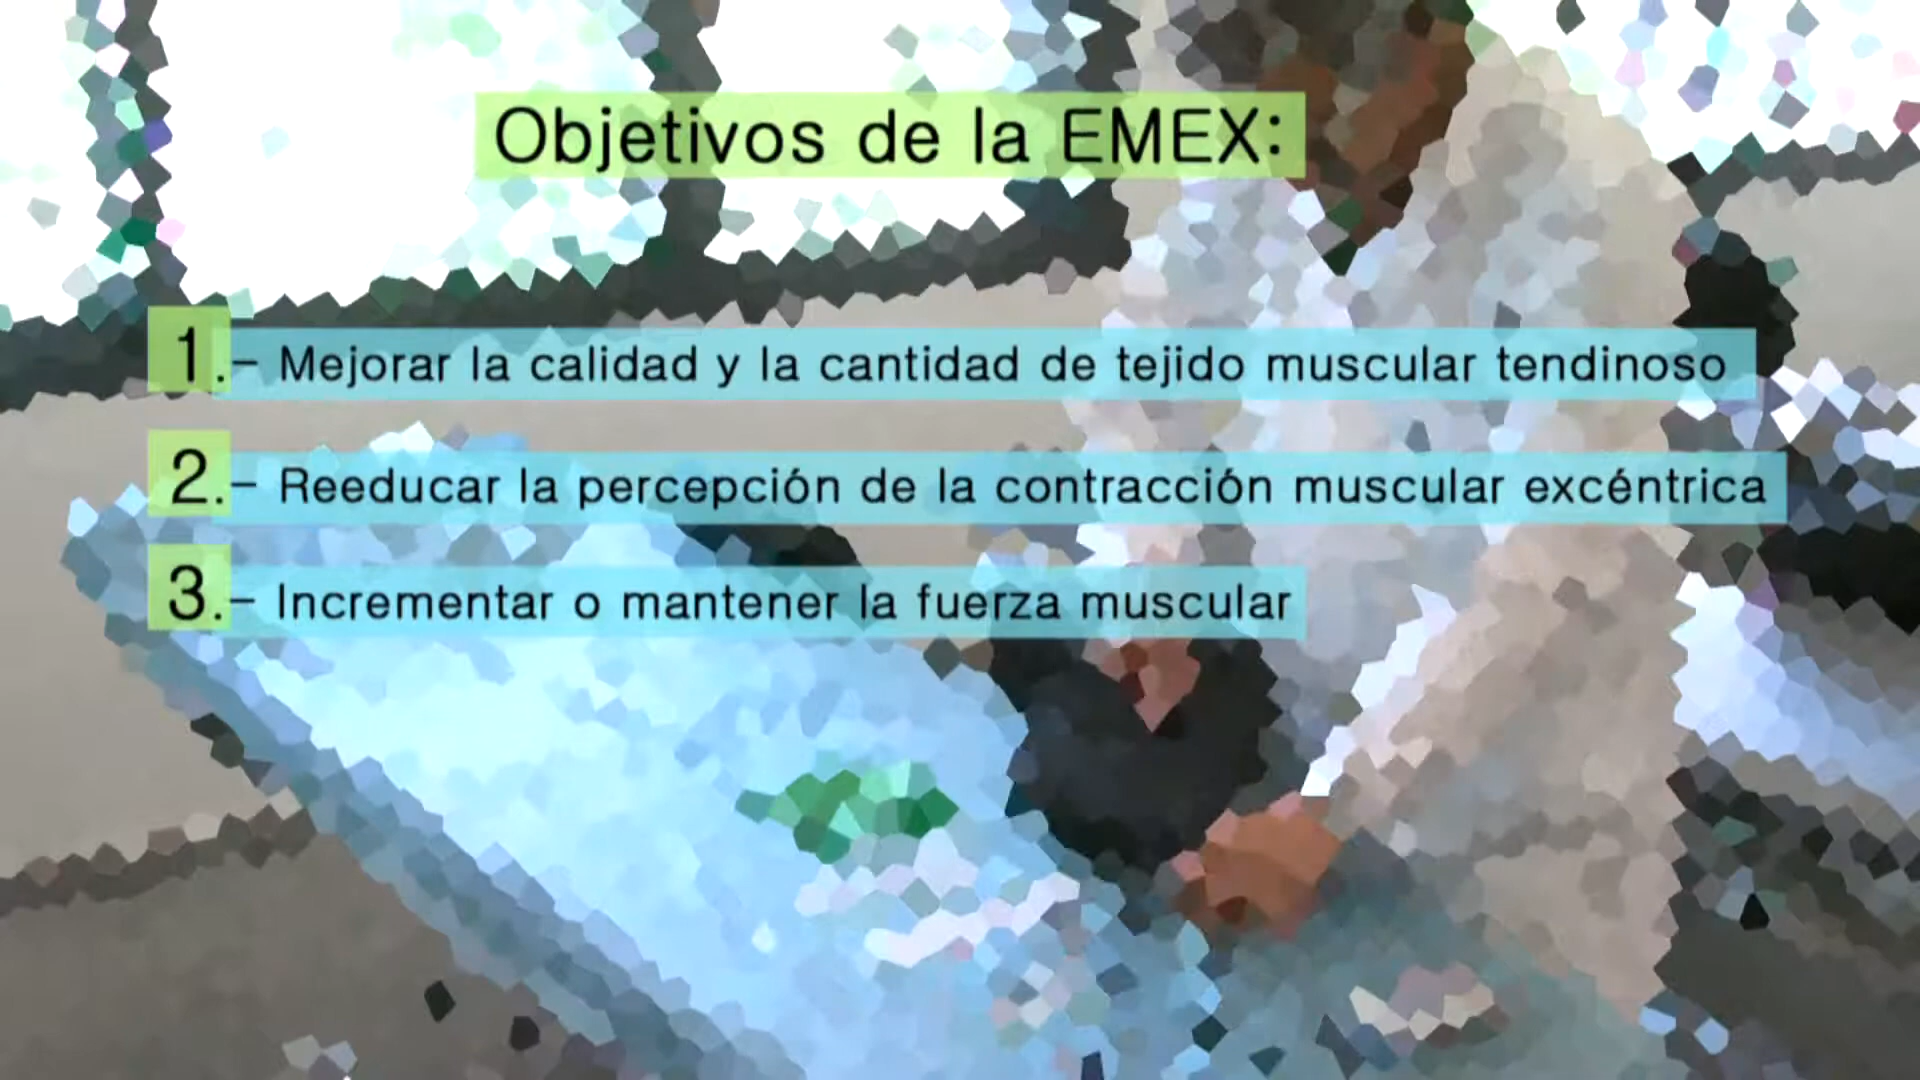 Objetivos de la EMEX:
1.- Mejorar la calidad y la cantidad de tejido muscular tendinoso
2.- Reeducar la percepción de la contracción muscular excéntrica
3.- Incrementar o mantener la fuerza muscular